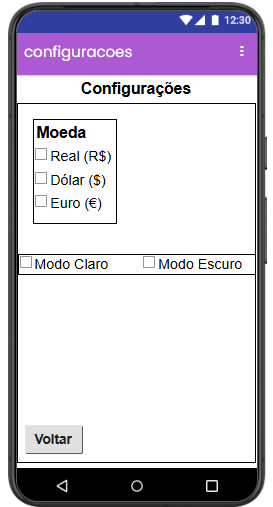 12:30
configuracoes
Configurações
Moeda
Real (R$)
Dólar ($)
Euro (€)
Modo Claro Modo Escuro
Voltar